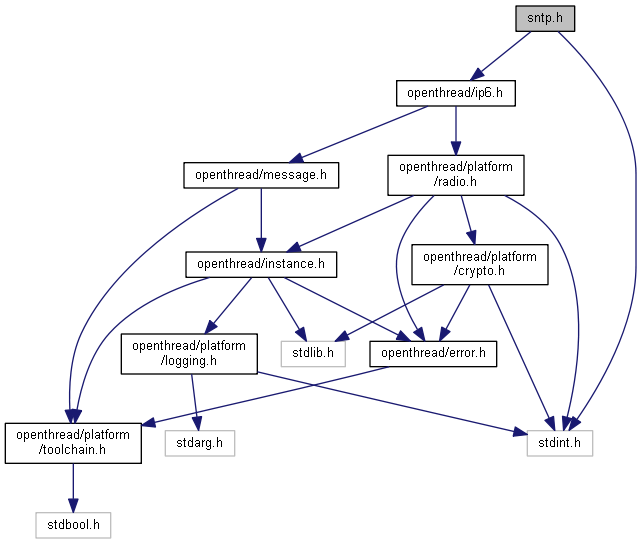 sntp.h
openthread/ip6.h
openthread/message.h
openthread/platform
/radio.h
openthread/instance.h
openthread/platform
/crypto.h
openthread/platform
/logging.h
stdlib.h
openthread/error.h
openthread/platform
/toolchain.h
stdarg.h
stdint.h
stdbool.h